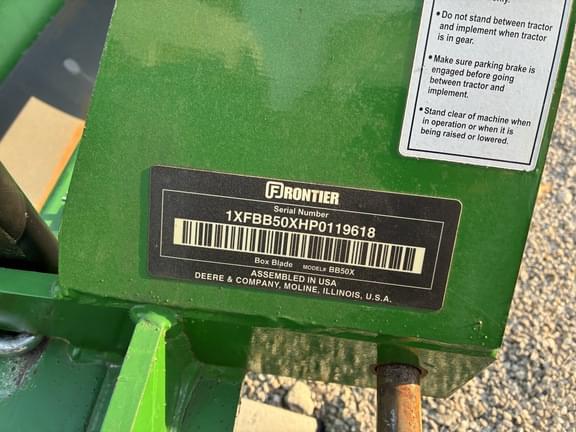 • Do not stand between tractor
and implement when tractor
is in gear.
• Make sure parking brake is
engaged before going
between tractor and
implement.
• Stand clear of machine when
in operation or when it is
being raised or lowered.
FRONTIER
Serial Number
1XFBB50XHP0119618
Box Blade MODEL# BB50X
ASSEMBLED IN USA
DEERE & COMPANY, MOLINE, ILLINOIS, U.S.A.